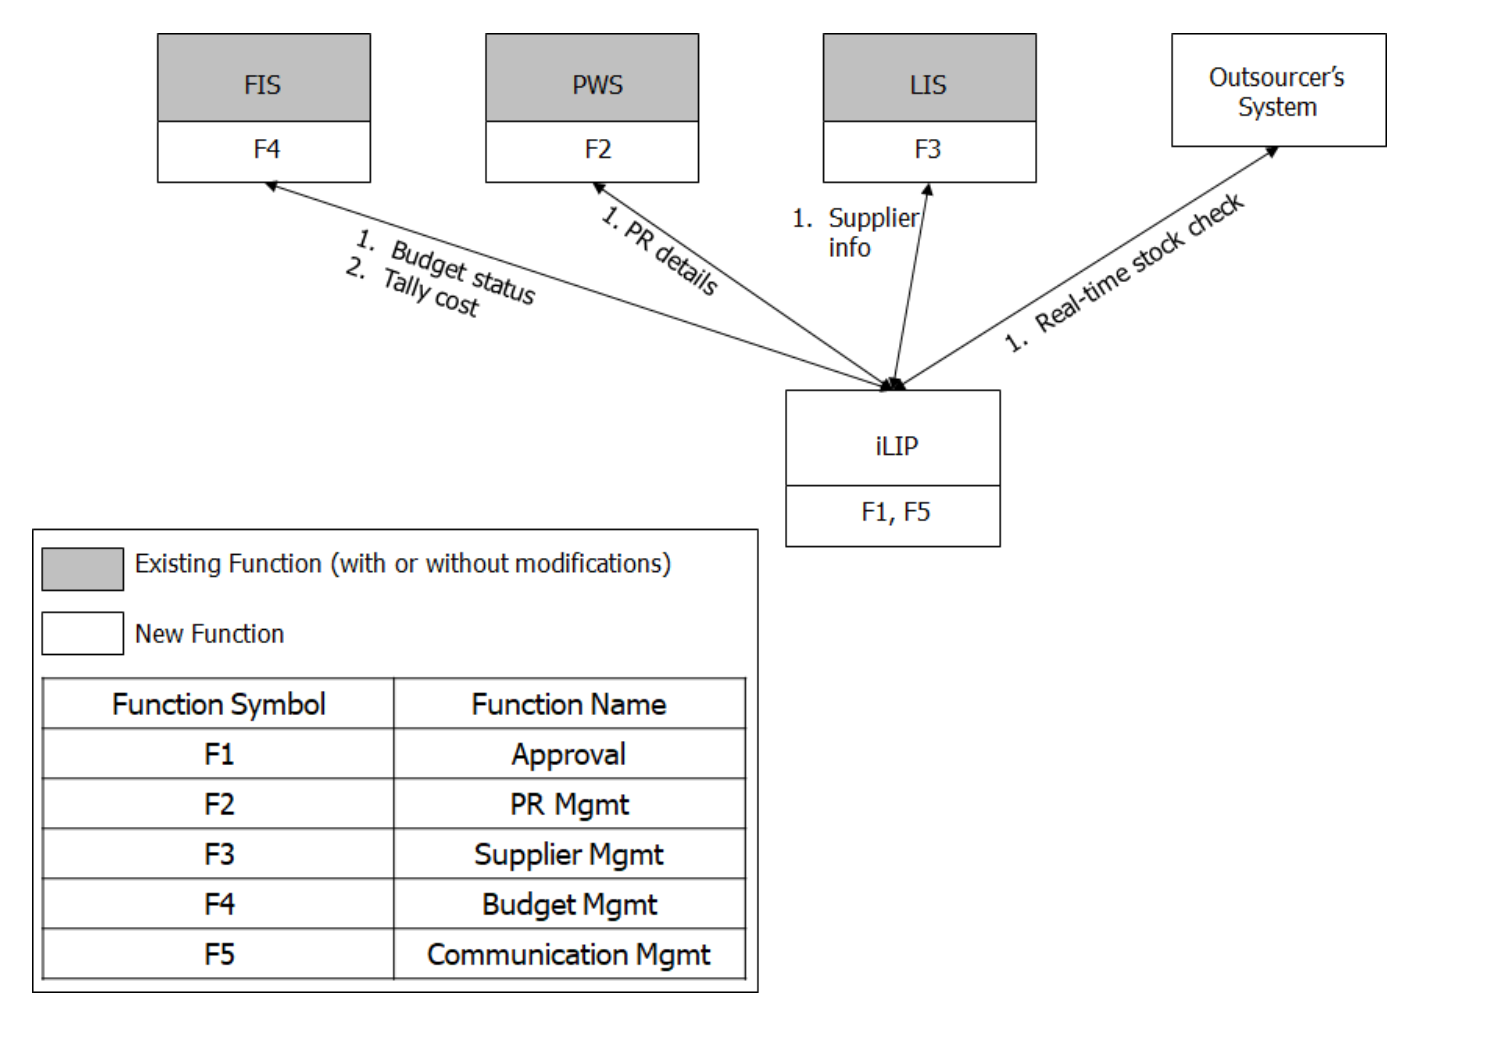 FIS
F4
PWS
F2
LIS
F3
Outsourcer's
System
1. Budget status
2. Tally cost
1. PR details
1. Supplier
info
1. Real-time stock check
iLIP
F1, F5
Existing Function (with or without modifications)
New Function
Function Symbol Function Name
F1 Approval
F2 PR Mgmt
F3 Supplier Mgmt
F4 Budget Mgmt
F5 Communication Mgmt